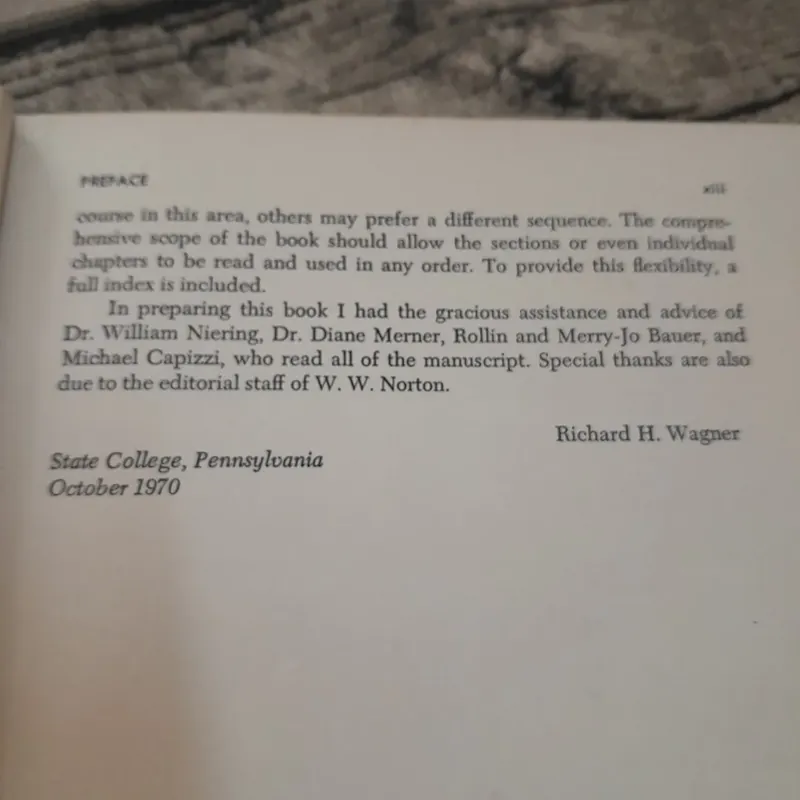 PREFACE
xiii
course in this area, others may prefer a different sequence. The compre-
hensive scope of the book should allow the sections or even individual
chapters to be read and used in any order. To provide this flexibility, a
full index is included.
In preparing this book I had the gracious assistance and advice of
Dr. William Niering, Dr. Diane Merner, Rollin and Merry-Jo Bauer, and
Michael Capizzi, who read all of the manuscript. Special thanks are also
due to the editorial staff of W. W. Norton.
Richard H. Wagner
State College, Pennsylvania
October 1970